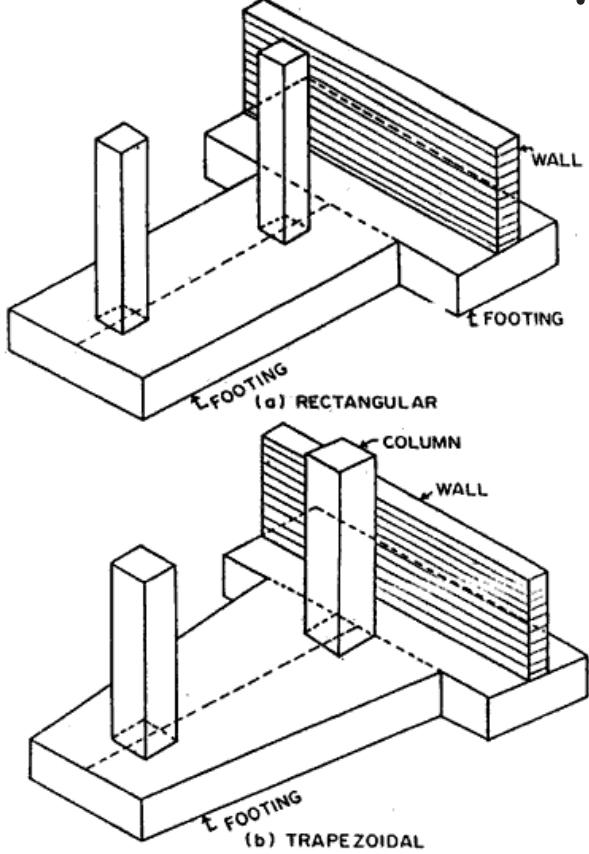 WALL
FOOTING
FOOTING
(a) RECTANGULAR
COLUMN
WALL
FOOTING
(b) TRAPEZOIDAL